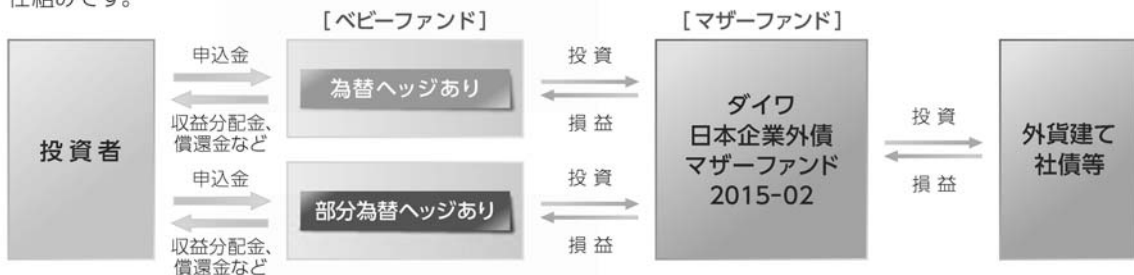 仕組みです。
[ベビーファンド]
[マザーファンド]
投資者
申込金
収益分配金、
償還金など
為替ヘッジあり
投資
損益
申込金
収益分配金、
償還金など
部分為替ヘッジあり
投資
損益
ダイワ
日本企業外債
マザーファンド
2015-02
投資
損益
外貨建て
社債等